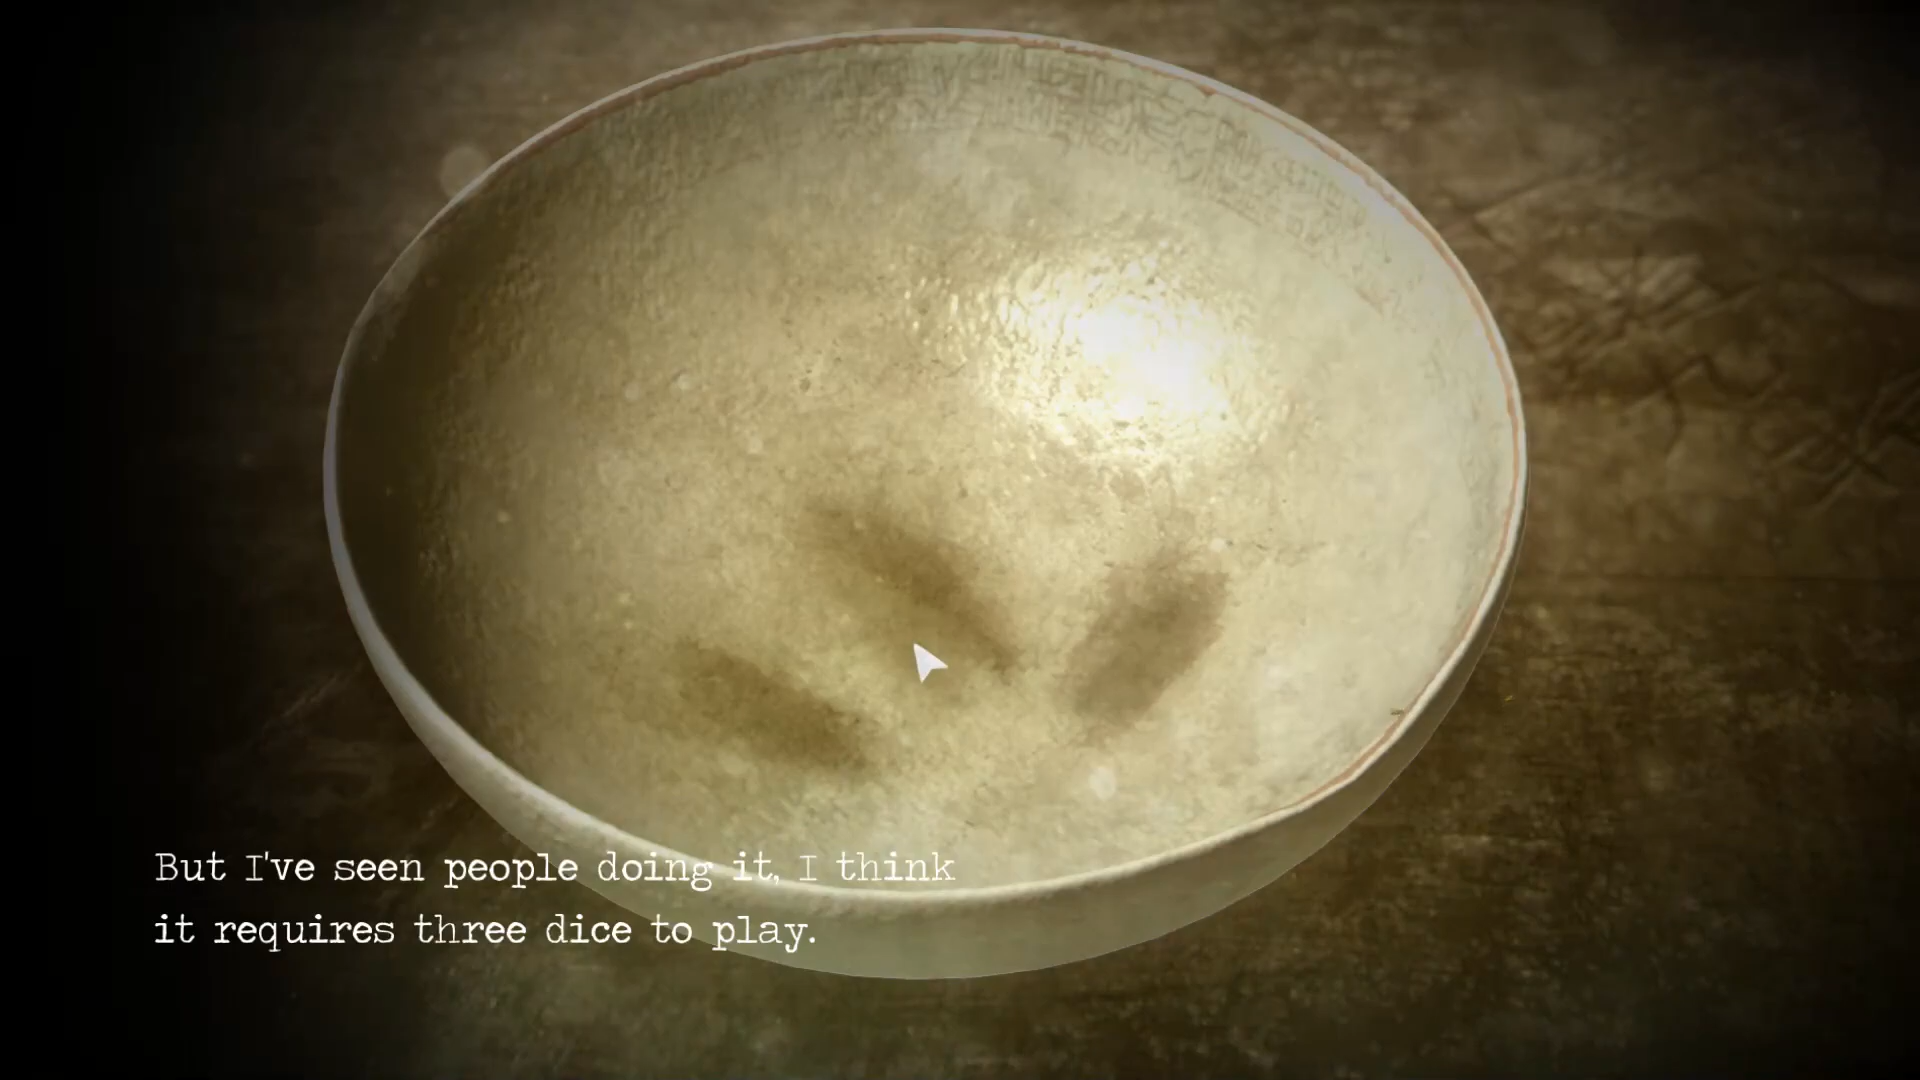 But I've seen people doing it, I think
it requires three dice to play.